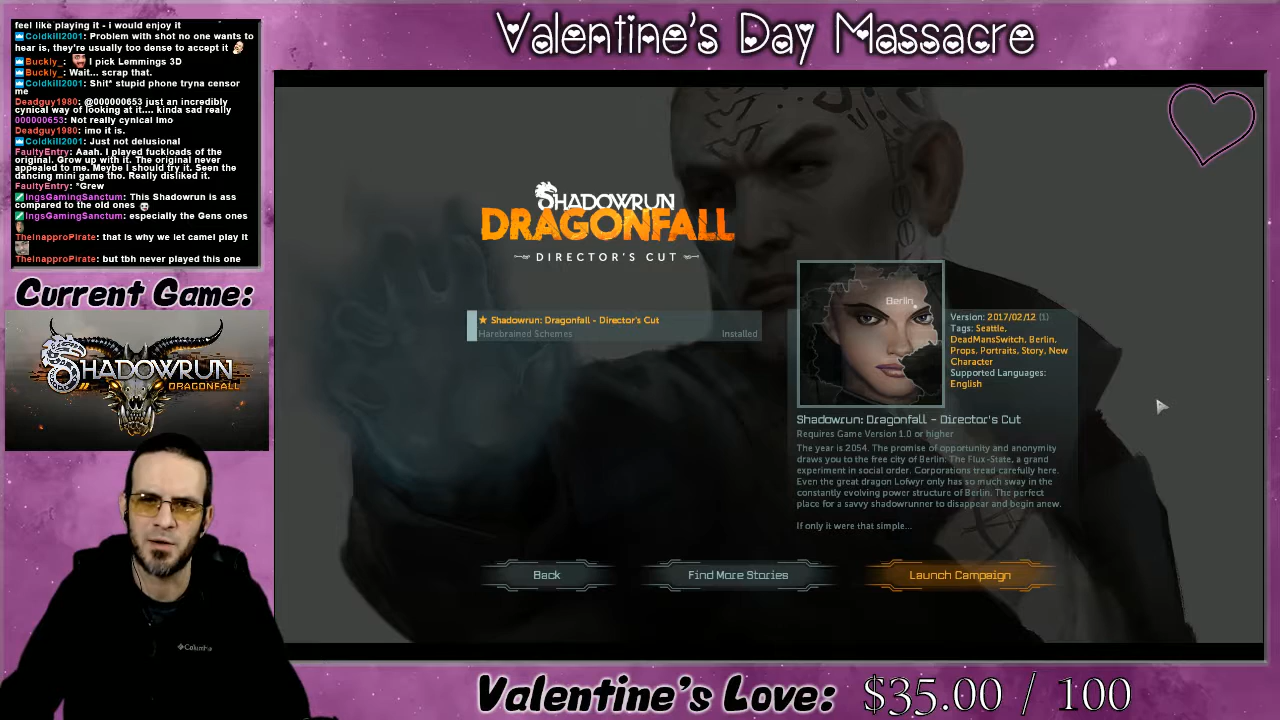 Valentine's Day Massacre
feel like playing it - i would enjoy it
Coldkill2001: Problem with shot no one wants to
hear is, they're usually too dense to accept it
Buckly_: I pick Lemmings 3D
Buckly_: Wait... scrap that.
Coldkill2001: Shit* stupid phone tryna censor
me
Deadguy1980: @000000653 just an incredibly
cynical way of looking at it.... kinda sad really
000000653: Not really cynical imo
Deadguy1980: imo it is.
Coldkill2001: Just not delusional
FaultyEntry: Aaah. I played fuckloads of the
original. Grow up with it. The original never
appealed to me. Meybe I should try it. Seen the
dancing mini game tho. Really disliked it.
FaultyEntry: *Grew
IngsGamingSanctum: This Shadowrun is ass
compared to the old ones
IngsGamingSanctum: especially the Gens ones
TheInapproPirate: that is why we let camel play it
TheInapproPirate: but tbh never played this one
Current Game:
SHADOWRUN
DRAGONFALL
SHADOWRUN
DRAGONFALL
DIRECTOR'S CUT
★ Shadowrun: Dragonfall - Director's Cut
Harebrained Schemes Installed
Berlin
Version: 2017/02/12 (1)
Tags: Seattle,
DeadMansSwitch, Berlin,
Props, Portraits, Story, New
Character
Supported Languages:
English
Shadowrun: Dragonfall - Director's Cut
Requires Game Version 1.0 or higher
The year is 2054. The promise of opportunity and anonymity
draws you to the free city of Berlin: The Flux-State, a grand
experiment in social order. Corporations tread carefully here.
Even the great dragon Lofwyr only has so much sway in the
constantly evolving power structure of Berlin. The perfect
place for a savvy shadowrunner to disappear and begin anew.
If only it were that simple...
Back
Find More Stories
Launch Campaign
Columbia
Valentine's Love: $35.00 / 100